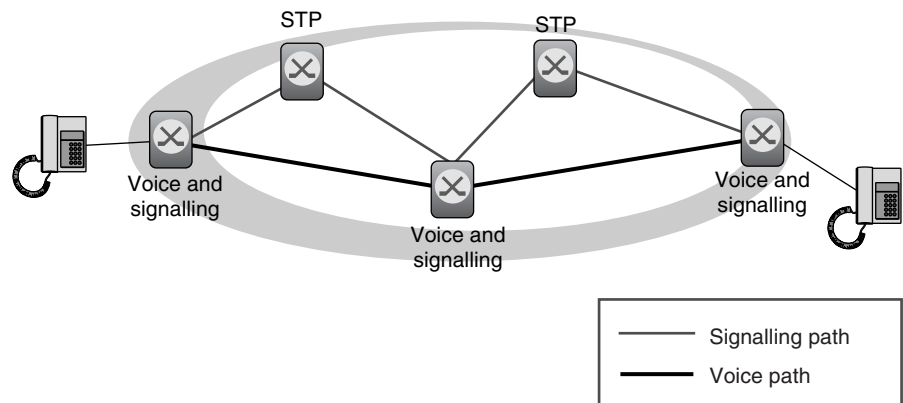 STP
STP
Voice and
signalling
Voice and
signalling
Voice and
signalling
Signalling path
Voice path